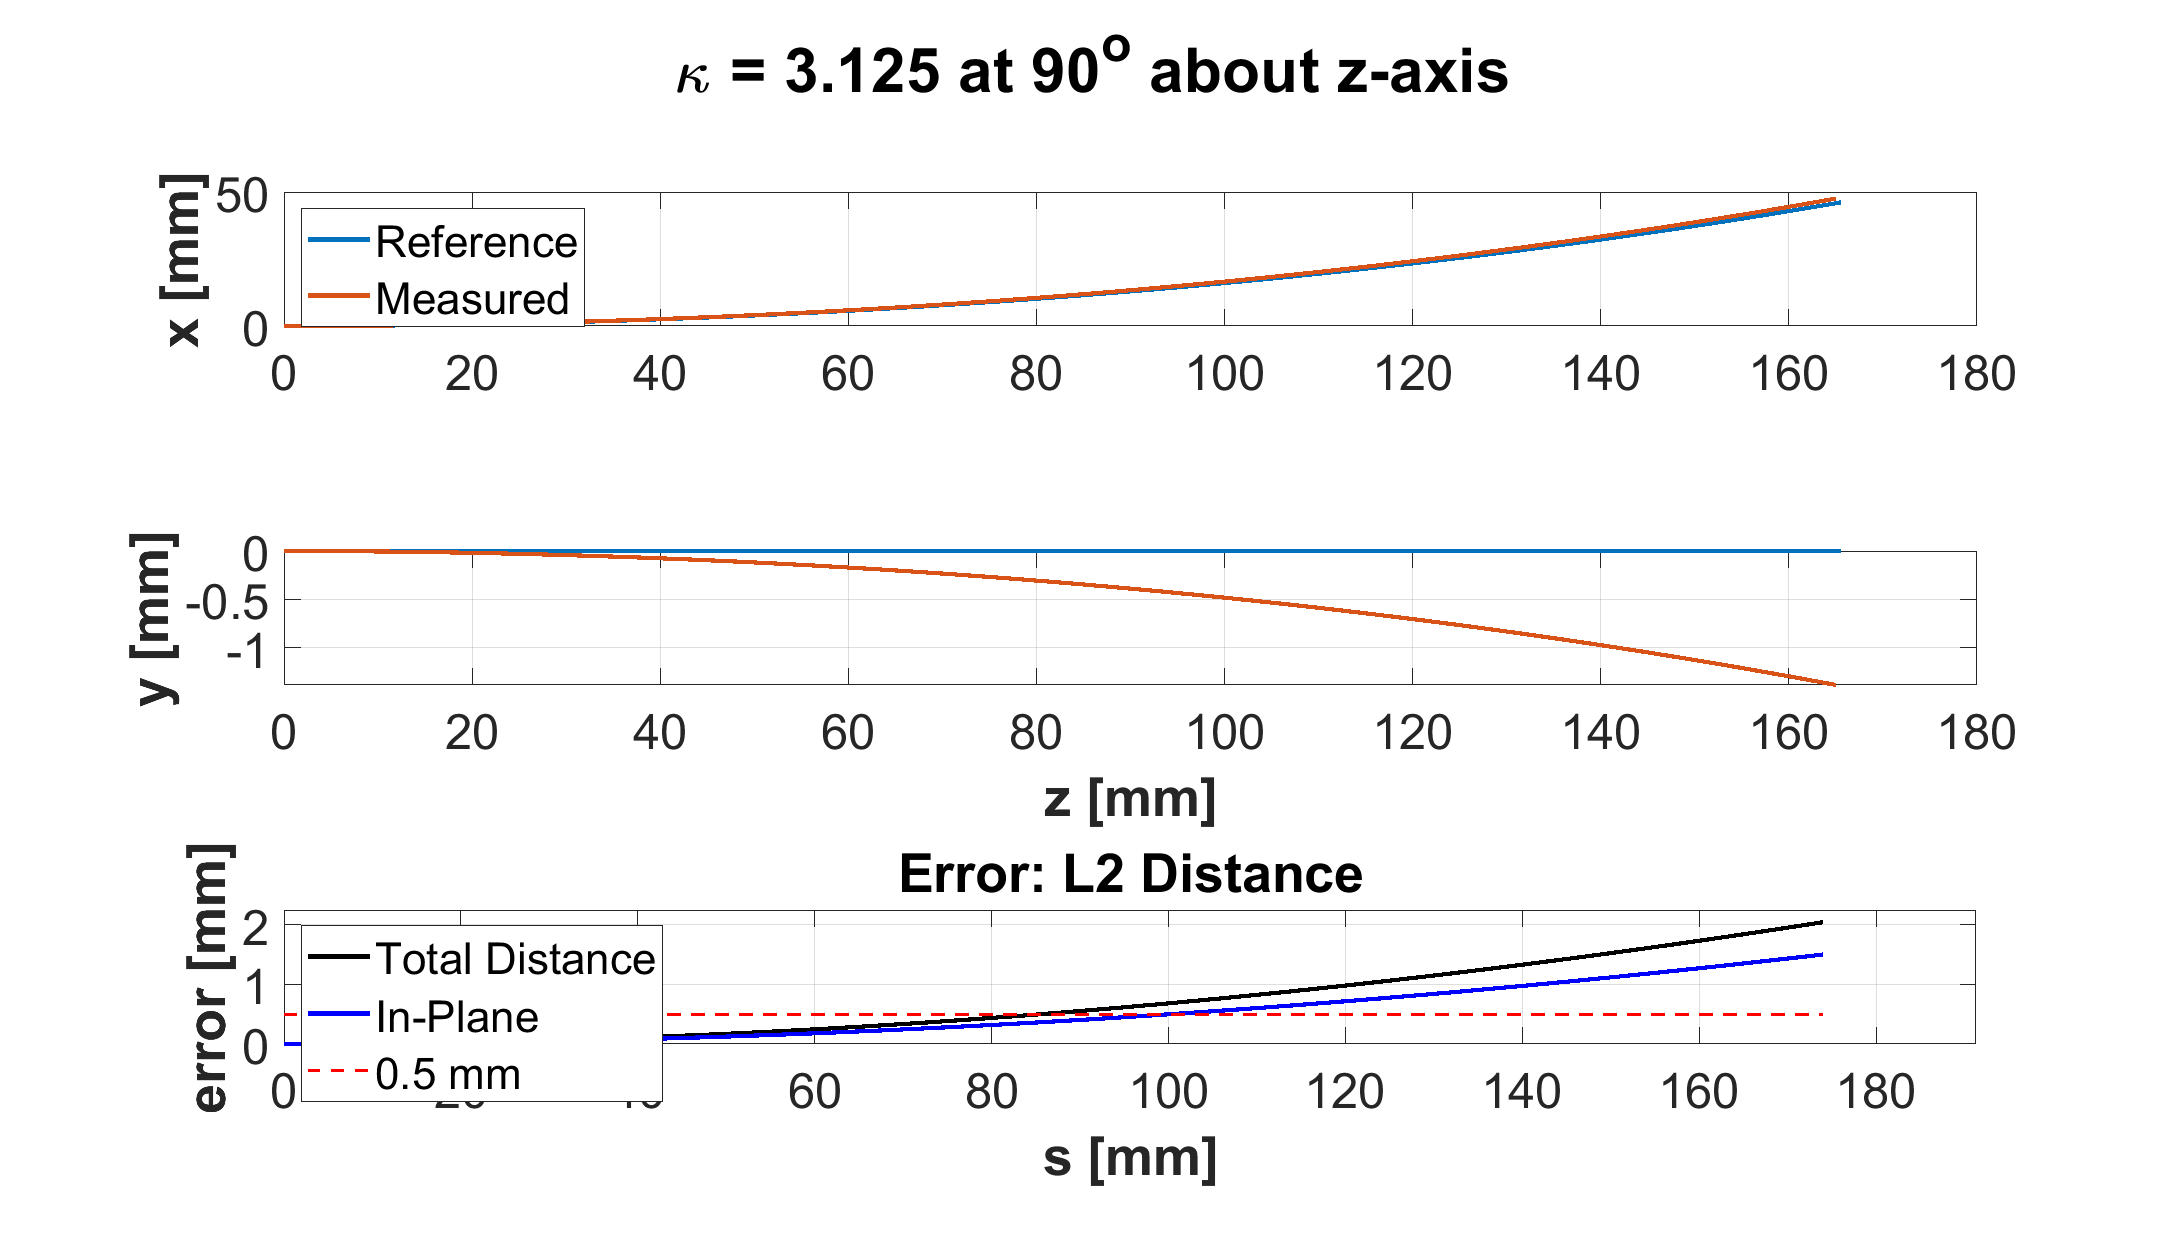 κ = 3.125 at 90° about z-axis
x [mm]
50
0
Reference
Measured
0 20 40 60 80 100 120 140 160 180
y [mm]
0
-0.5
-1
0 20 40 60 80 100 120 140 160 180
z [mm]
Error: L2 Distance
error [mm]
2
1
0
Total Distance
In-Plane
0.5 mm
0 20 40 60 80 100 120 140 160 180
s [mm]